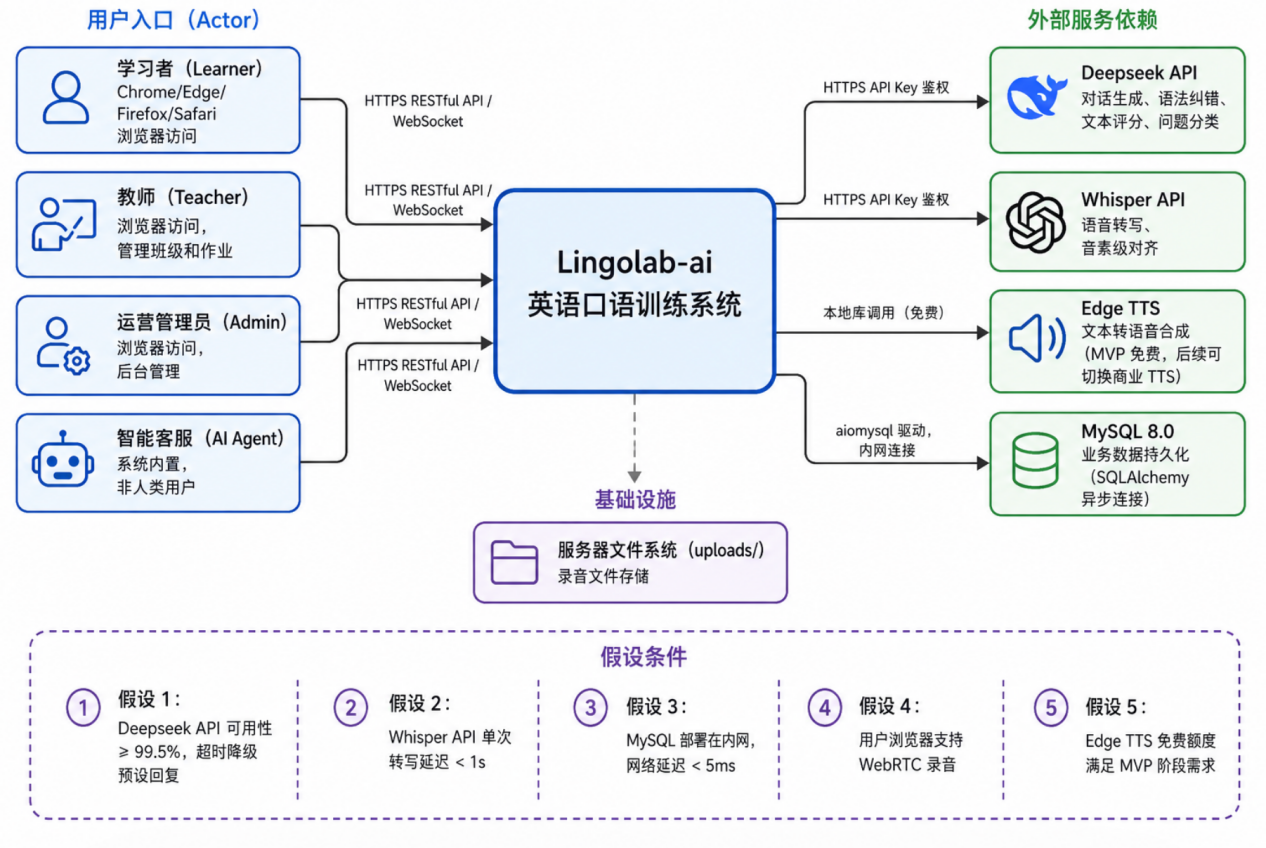 用户入口（Actor）
学习者（Learner）
Chrome/Edge/
Firefox/Safari
浏览器访问
教师（Teacher）
浏览器访问，
管理班级和作业
运营管理员（Admin）
浏览器访问，
后台管理
智能客服（AI Agent）
系统内置，
非人类用户
HTTPS RESTful API /
WebSocket
HTTPS RESTful API /
WebSocket
HTTPS RESTful API /
WebSocket
HTTPS RESTful API /
WebSocket
Lingolab-ai
英语口语训练系统
HTTPS API Key 鉴权
HTTPS API Key 鉴权
本地库调用（免费）
aiomysql 驱动，
内网连接
外部服务依赖
Deepseek API
对话生成、语法纠错、
文本评分、问题分类
Whisper API
语音转写、
音素级对齐
Edge TTS
文本转语音合成
（MVP 免费，后续可
切换商业 TTS）
MySQL 8.0
业务数据持久化
（SQLAlchemy
异步连接）
基础设施
服务器文件系统（uploads/）
录音文件存储
假设条件
1
假设 1：
Deepseek API 可用性
≥ 99.5%，超时降级
预设回复
2
假设 2：
Whisper API 单次
转写延迟 < 1s
3
假设 3：
MySQL 部署在内网，
网络延迟 < 5ms
4
假设 4：
用户浏览器支持
WebRTC 录音
5
假设 5：
Edge TTS 免费额度
满足 MVP 阶段需求